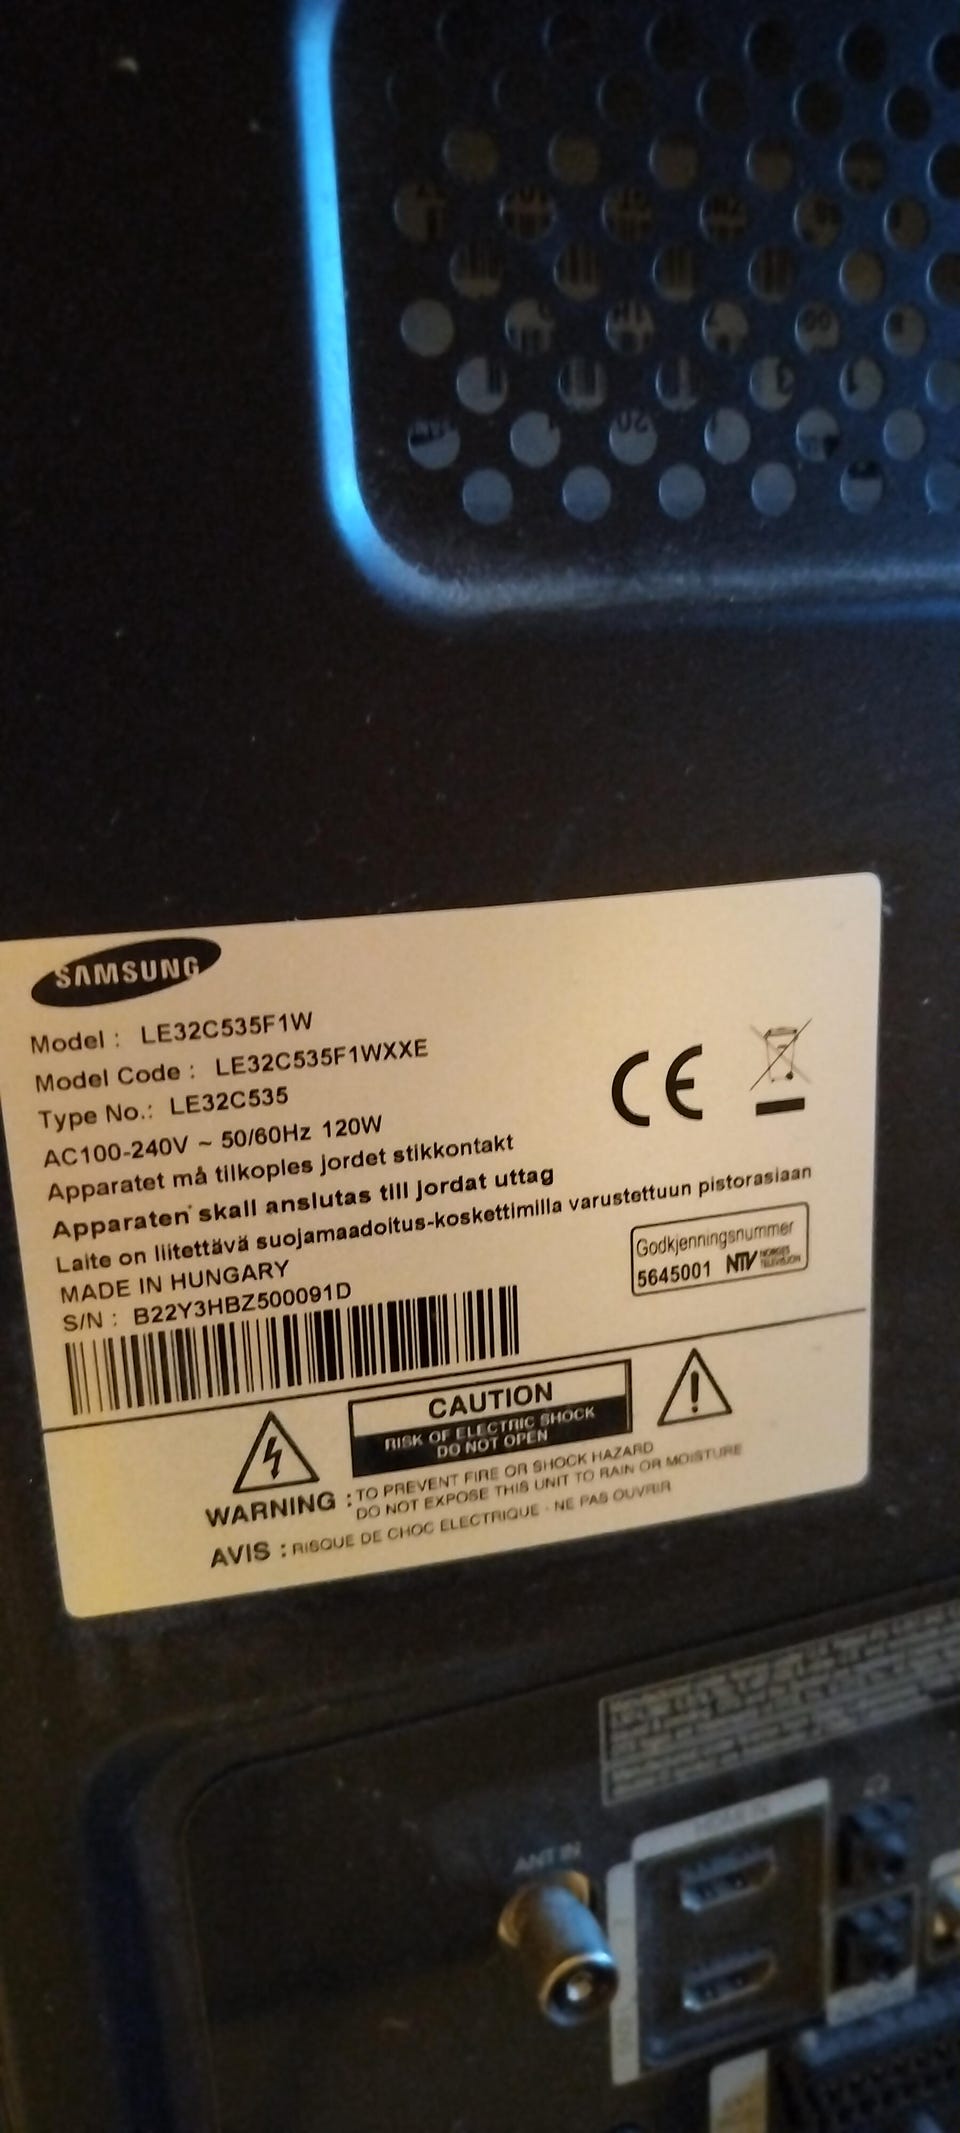 SAMSUNG
Model : LE32C535F1W
Model Code : LE32C535F1WXXE
Type No.: LE32C535
AC100-240V ~ 50/60Hz 120W
Apparatet må tilkoples jordet stikkontakt
Apparaten skall anslutas till jordat uttag
Laite on liitettävä suojamaadoitus-koskettimilla varustettuun pistorasiaan
MADE IN HUNGARY
S/N : B22Y3HBZ500091D
CE
Godkjenningsnummer
5645001 NTV NORGES TELEVISJON
CAUTION
RISK OF ELECTRIC SHOCK
DO NOT OPEN
WARNING : TO PREVENT FIRE OR SHOCK HAZARD
DO NOT EXPOSE THIS UNIT TO RAIN OR MOISTURE
AVIS : RISQUE DE CHOC ELECTRIQUE - NE PAS OUVRIR
ANT IN